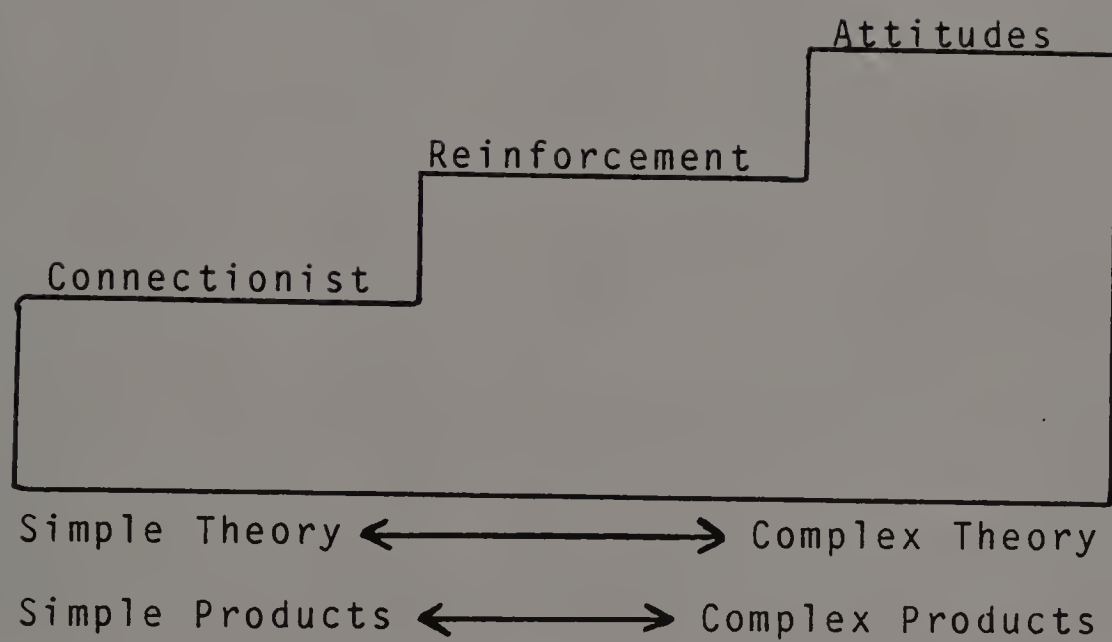 Attitudes
Reinforcement
Connectionist
Simple Theory Complex Theory
Simple Products Complex Products